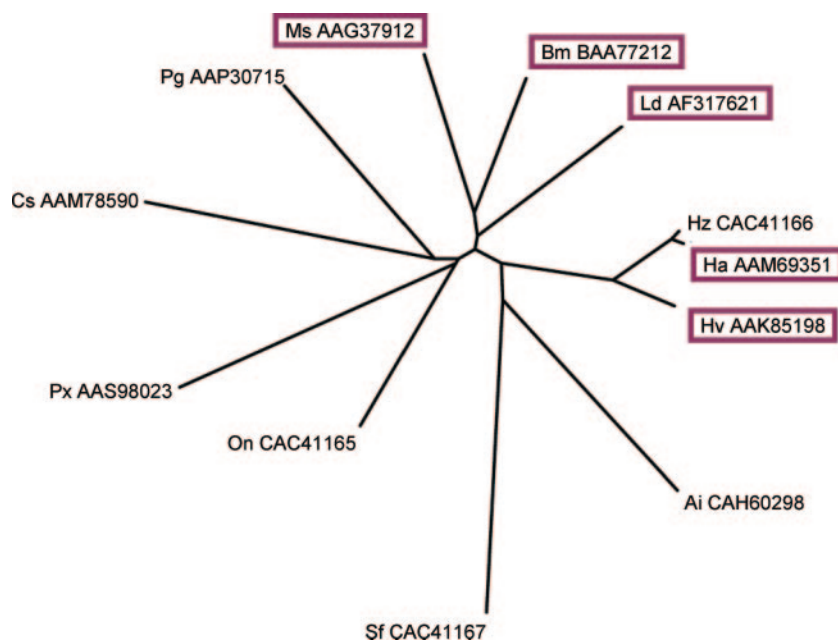 Ms AAG37912
Bm BAA77212
Pg AAP30715
Ld AF317621
Cs AAM78590
Hz CAC41166
Ha AAM69351
Hv AAK85198
Px AAS98023
On CAC41165
Ai CAH60298
Sf CAC41167